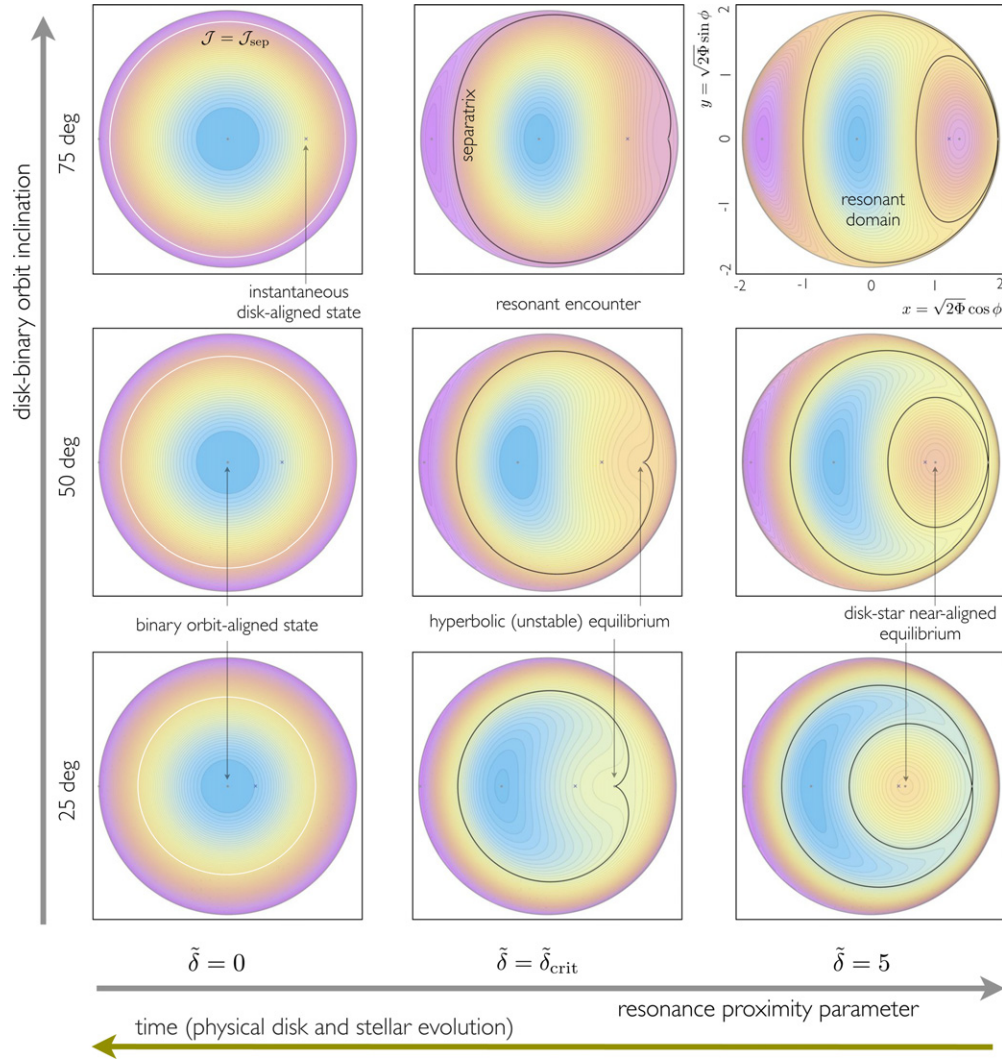 disk-binary orbit inclination
75 deg
50 deg
25 deg
𝒥 = 𝒥sep
instantaneous
disk-aligned state
separatrix
resonant encounter
y = √2Φ sin ϕ
2
1
0
-1
-2
resonant
domain
-2 -1 0 1 2
x = √2Φ cos ϕ
binary orbit-aligned state
hyperbolic (unstable) equilibrium
disk-star near-aligned
equilibrium
δ̃ = 0
δ̃ = δ̃crit
δ̃ = 5
resonance proximity parameter
time (physical disk and stellar evolution)